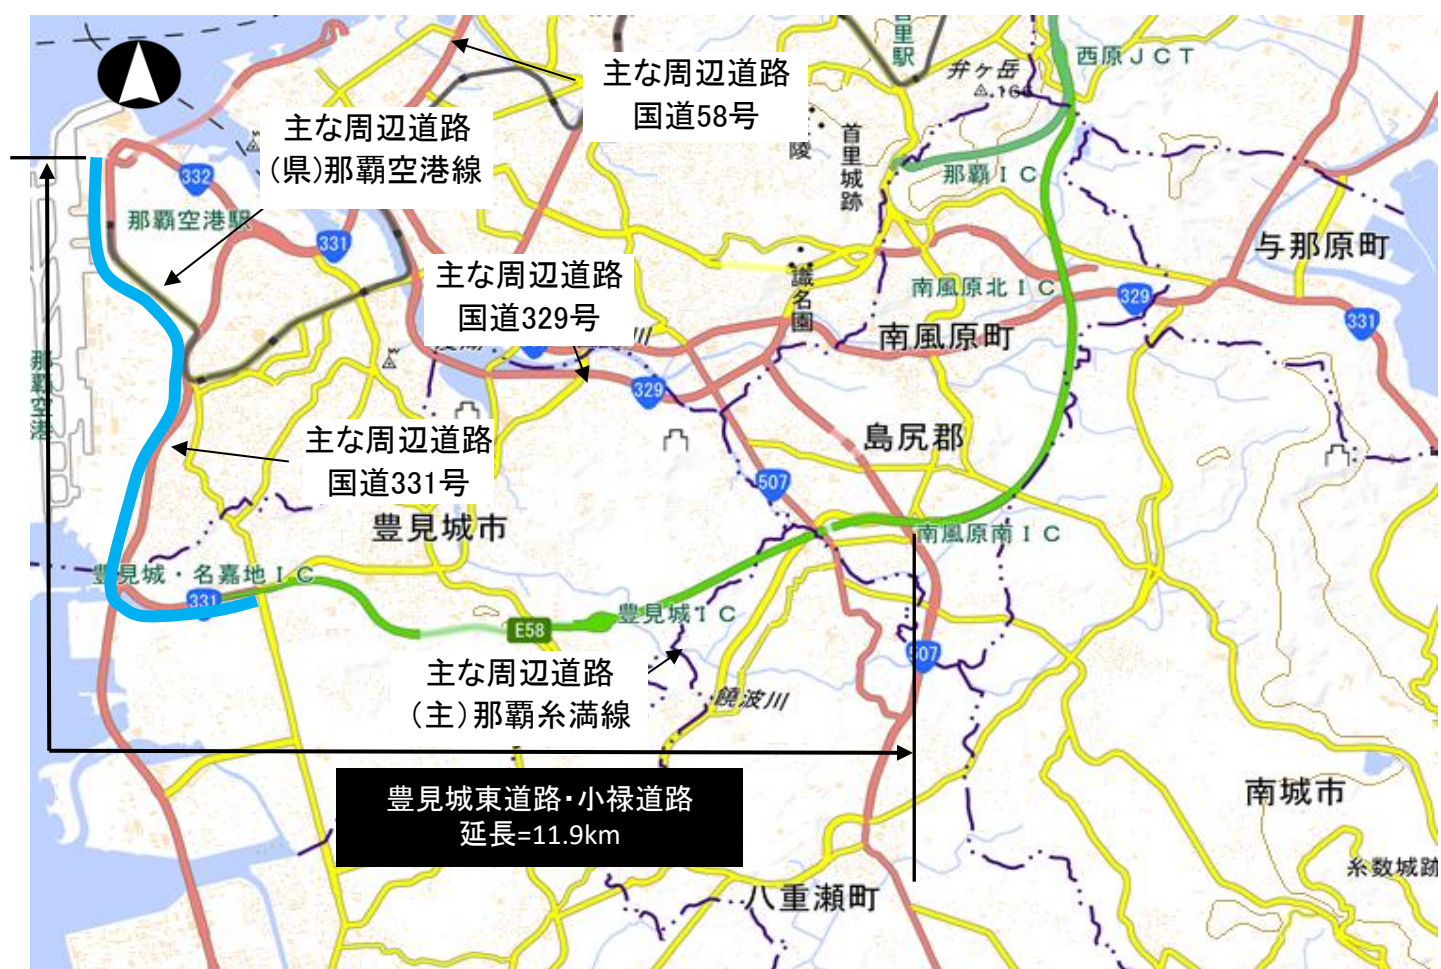 主な周辺道路
国道58号
主な周辺道路
(県)那覇空港線
西原JCT
弁ケ岳
首里城跡
陵
那覇IC
332
那覇空港駅
331
与那原町
主な周辺道路
国道329号
識名園
南風原北IC
329
331
南風原町
那覇空港
329
主な周辺道路
国道331号
島尻郡
507
豊見城市
南風原南IC
豊見城・名嘉地IC
331
E58
豊見城IC
507
主な周辺道路
(主)那覇糸満線
饒波川
豊見城東道路・小禄道路
延長=11.9km
南城市
糸数城跡
八重瀬町